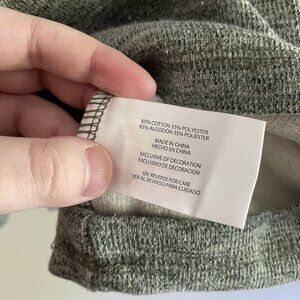 65% COTTON 35% POLYESTER
65% ALGODON 35% POLIESTER
MADE IN CHINA
HECHO EN CHINA
EXCLUSIVE OF DECORATION
EXCLUSIVO DE DECORACION
SEE REVERSE FOR CARE
VER AL REVERSO PARA CUIDADO